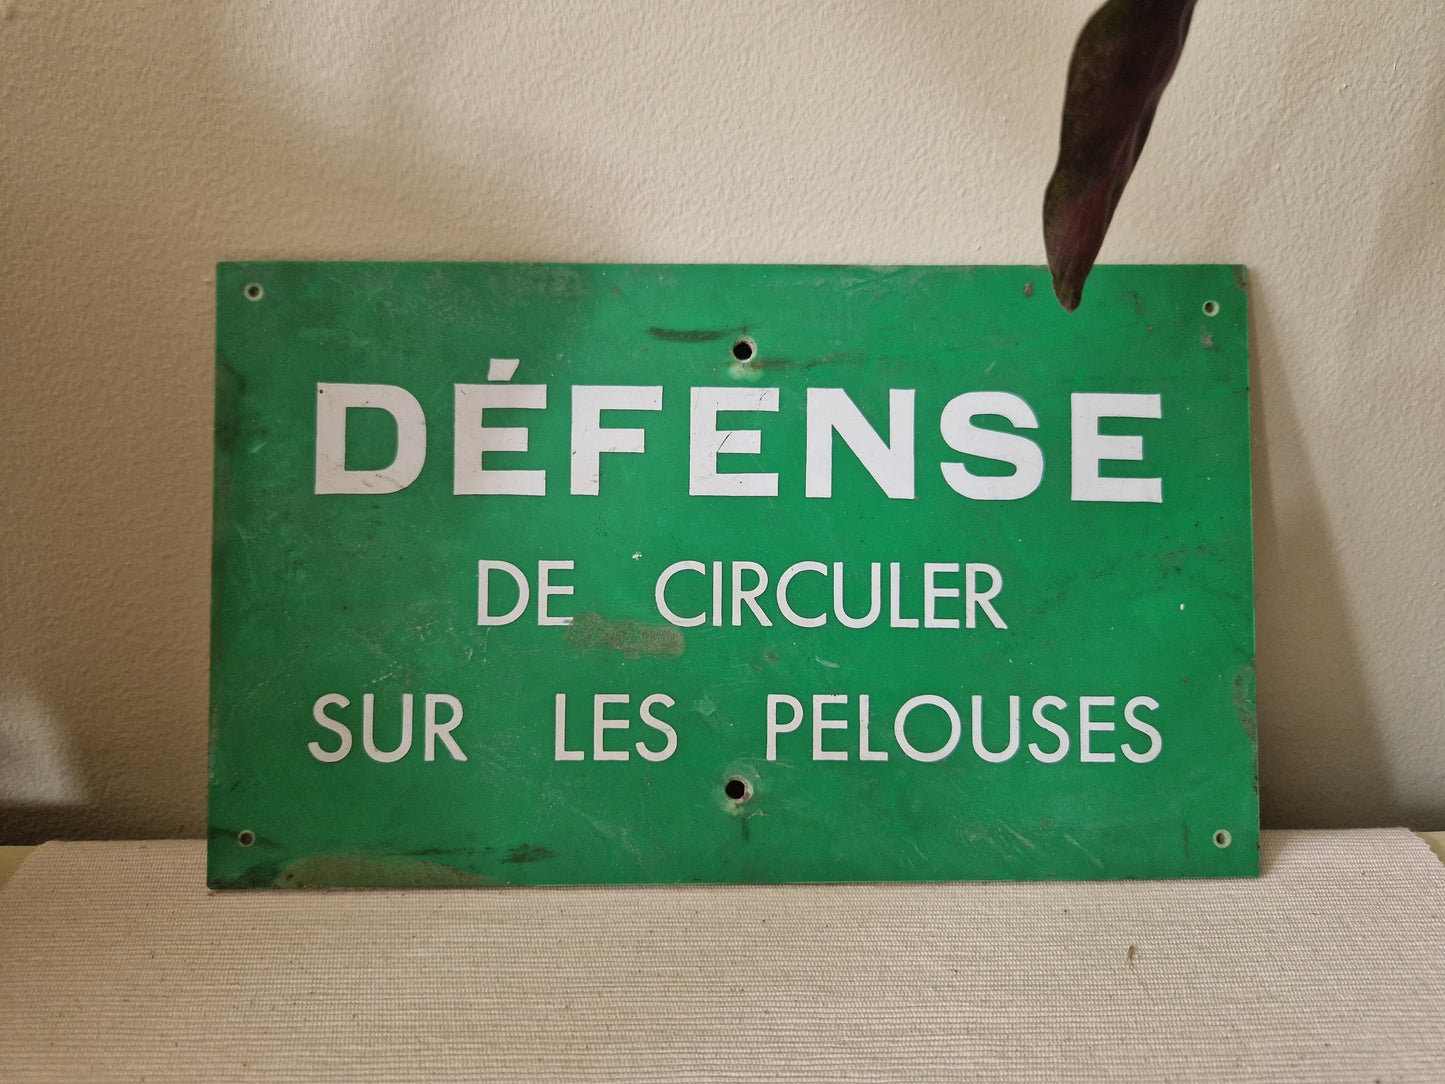 DÉFENSE
DE CIRCULER
SUR LES PELOUSES